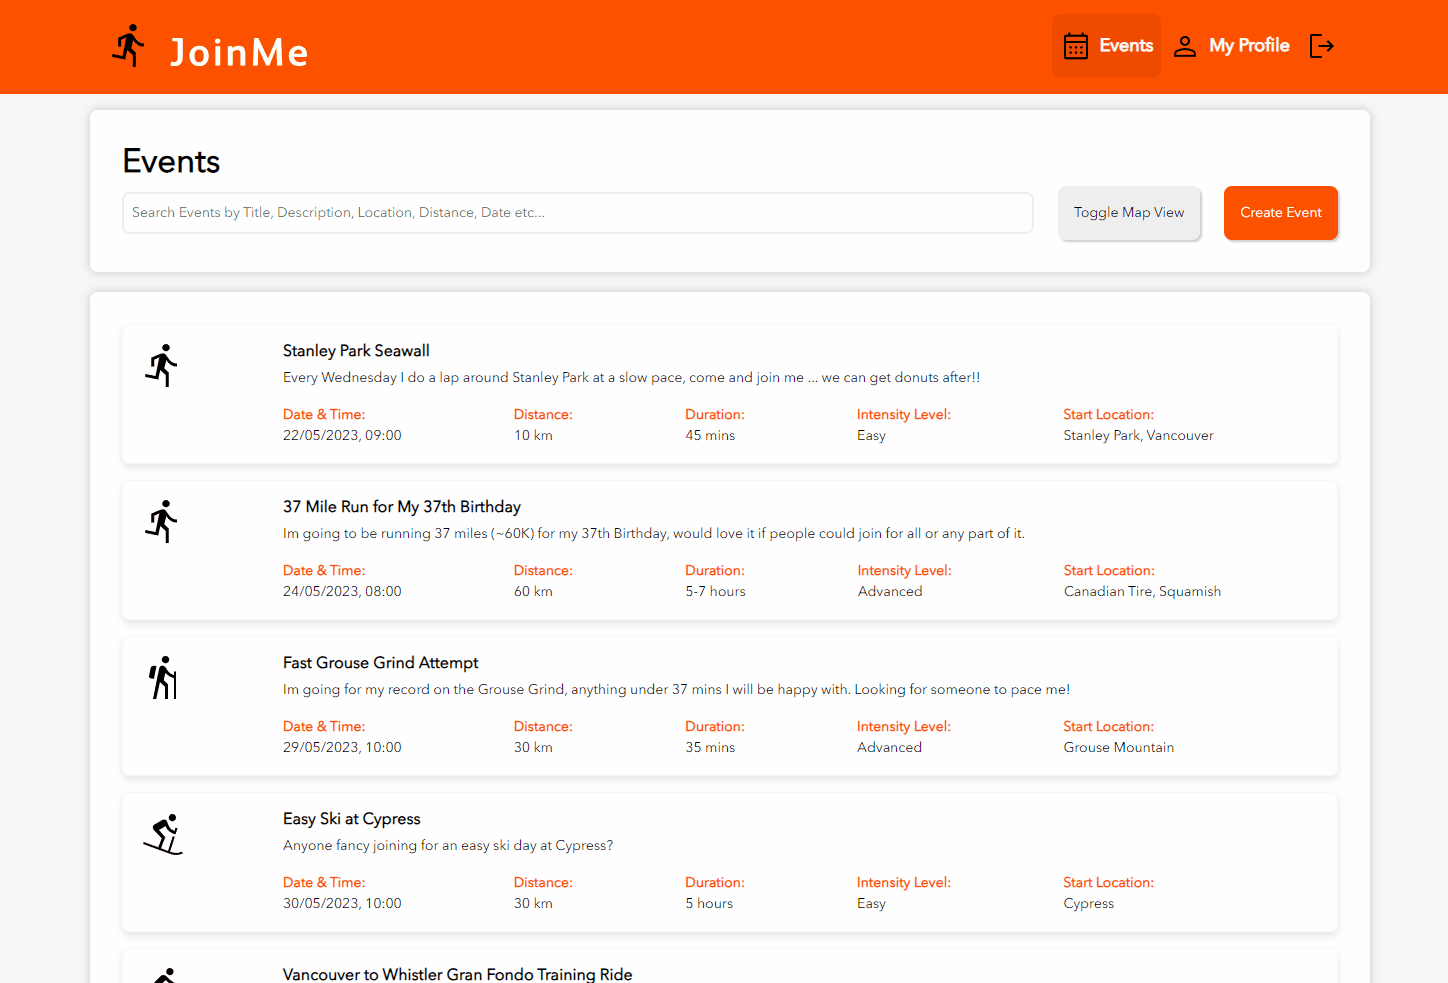 JoinMe
Events
My Profile
Events
Search Events by Title, Description, Location, Distance, Date etc...
Toggle Map View
Create Event
Stanley Park Seawall
Every Wednesday I do a lap around Stanley Park at a slow pace, come and join me ... we can get donuts after!!
Date & Time: Distance: Duration: Intensity Level: Start Location:
22/05/2023, 09:00 10 km 45 mins Easy Stanley Park, Vancouver
37 Mile Run for My 37th Birthday
Im going to be running 37 miles (~60K) for my 37th Birthday, would love it if people could join for all or any part of it.
Date & Time: Distance: Duration: Intensity Level: Start Location:
24/05/2023, 08:00 60 km 5-7 hours Advanced Canadian Tire, Squamish
Fast Grouse Grind Attempt
Im going for my record on the Grouse Grind, anything under 37 mins I will be happy with. Looking for someone to pace me!
Date & Time: Distance: Duration: Intensity Level: Start Location:
29/05/2023, 10:00 30 km 35 mins Advanced Grouse Mountain
Easy Ski at Cypress
Anyone fancy joining for an easy ski day at Cypress?
Date & Time: Distance: Duration: Intensity Level: Start Location:
30/05/2023, 10:00 30 km 5 hours Easy Cypress
Vancouver to Whistler Gran Fondo Training Ride